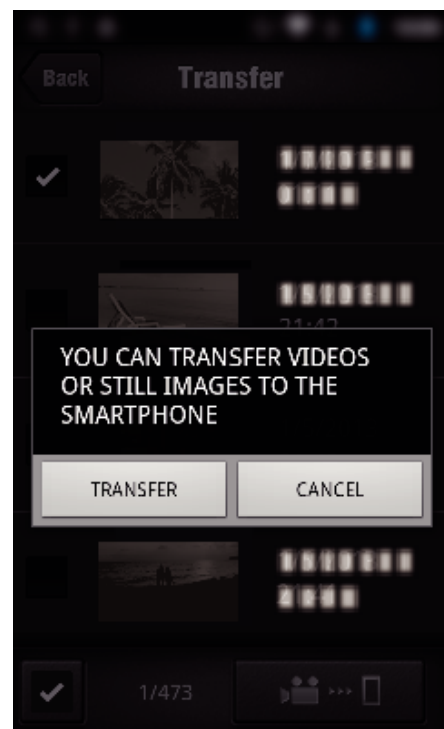 Back
Transfer
21:42
YOU CAN TRANSFER VIDEOS
OR STILL IMAGES TO THE
SMARTPHONE
TRANSFER
CANCEL
1/473